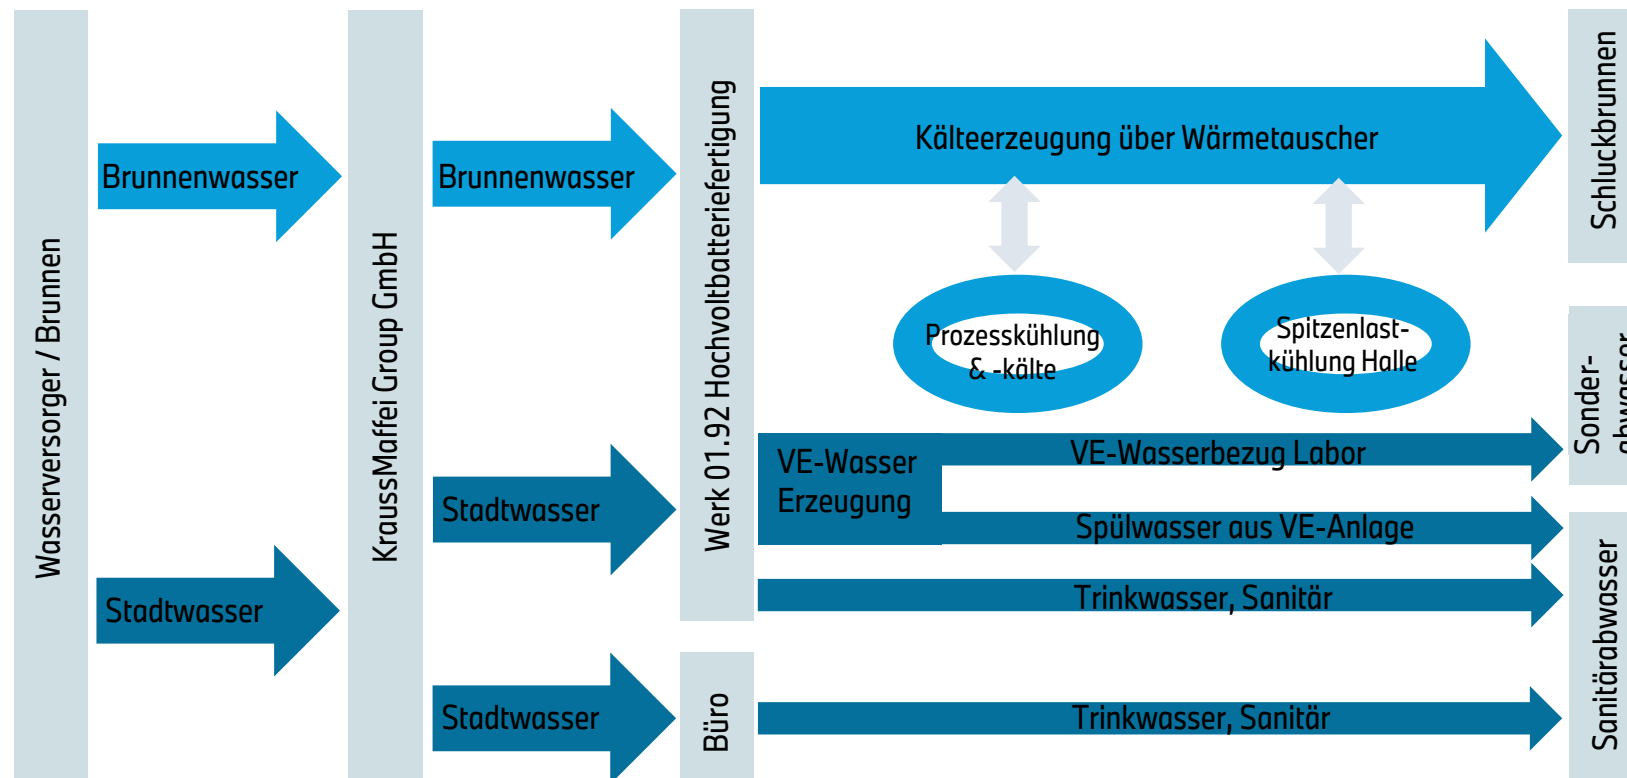 Wasserversorger / Brunnen
Brunnenwasser
Stadtwasser
KraussMaffei Group GmbH
Brunnenwasser
Stadtwasser
Stadtwasser
Werk 01.92 Hochvoltbatteriefertigung
Büro
Kälteerzeugung über Wärmetauscher
Prozesskühlung
& -kälte
Spitzenlast-
kühlung Halle
VE-Wasser
Erzeugung
VE-Wasserbezug Labor
Spülwasser aus VE-Anlage
Trinkwasser, Sanitär
Trinkwasser, Sanitär
Schluckbrunnen
Sonder-
abwasser
Sanitärabwasser